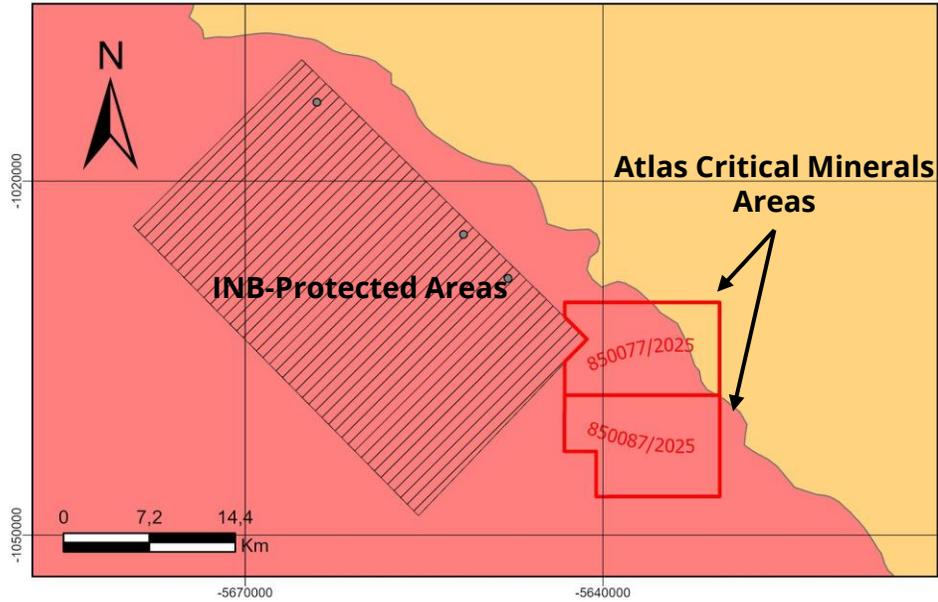 N
-1020000
Atlas Critical Minerals
Areas
INB-Protected Areas
850077/2025
850087/2025
0 7,2 14,4
Km
-1050000
-5670000 -5640000